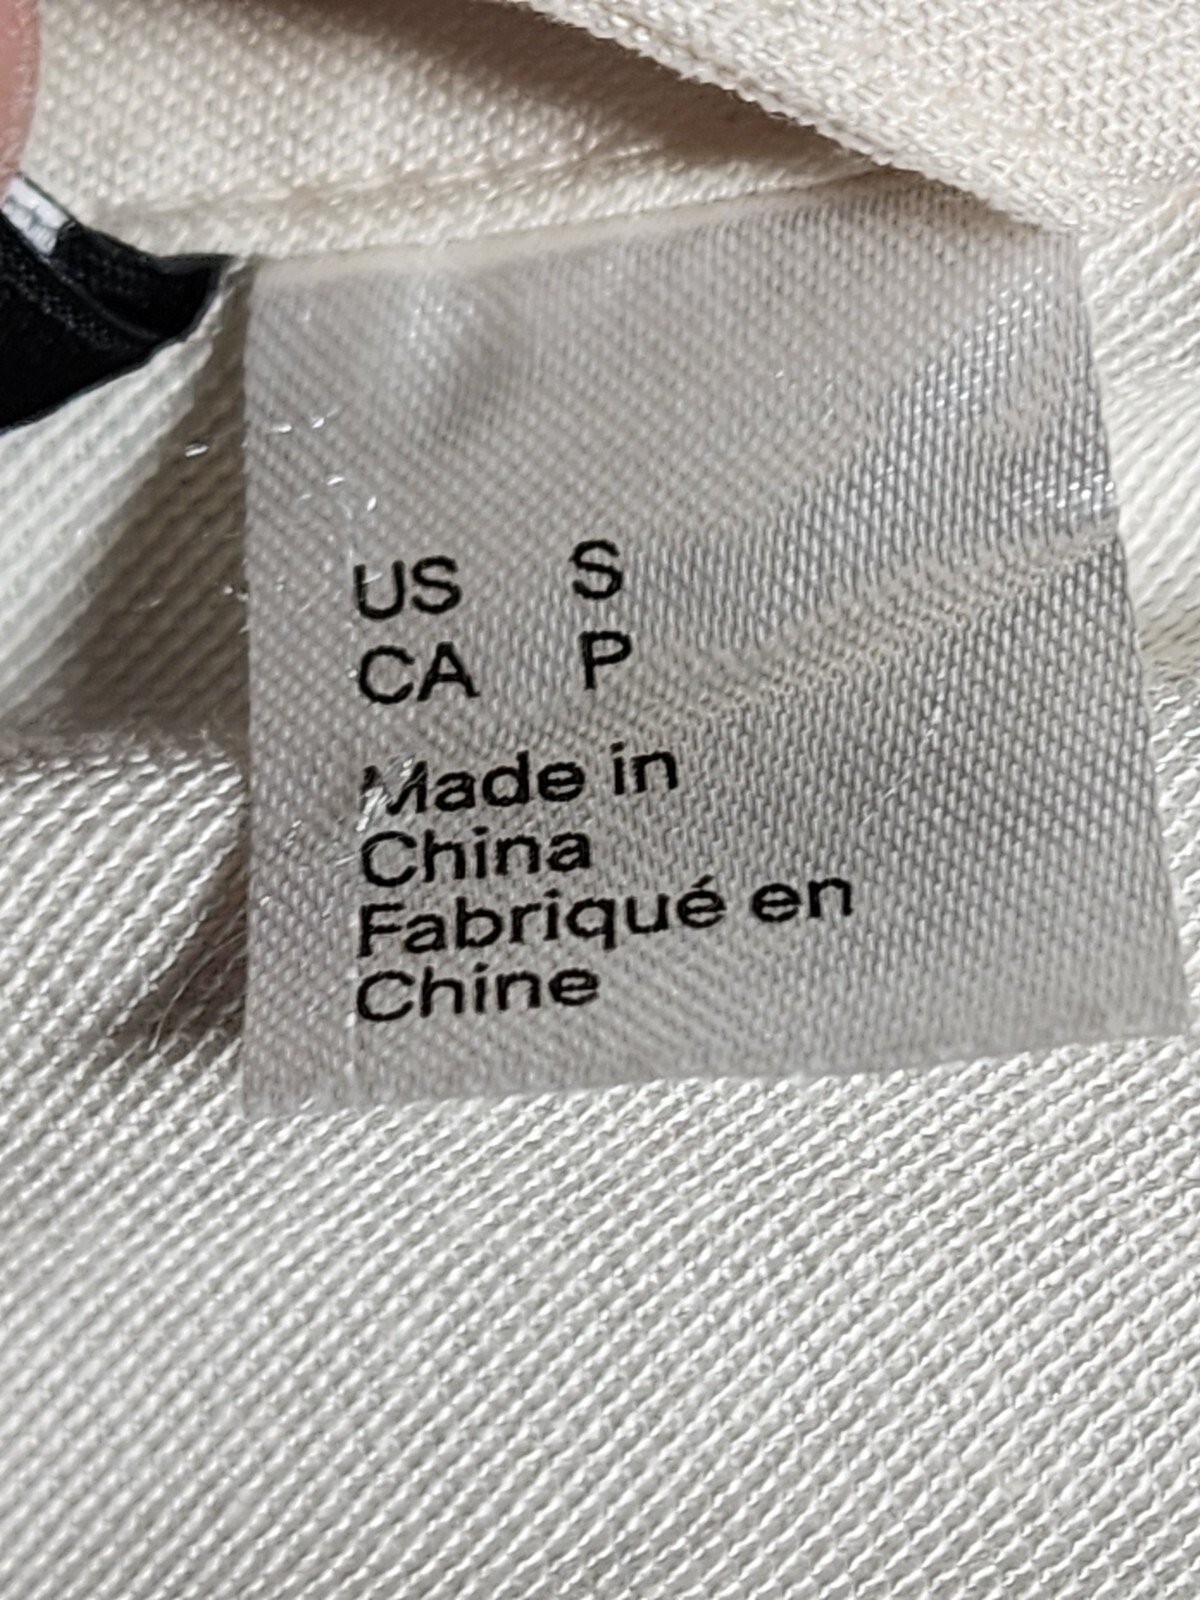 US S
CA P
Made in
China
Fabriqué en
Chine